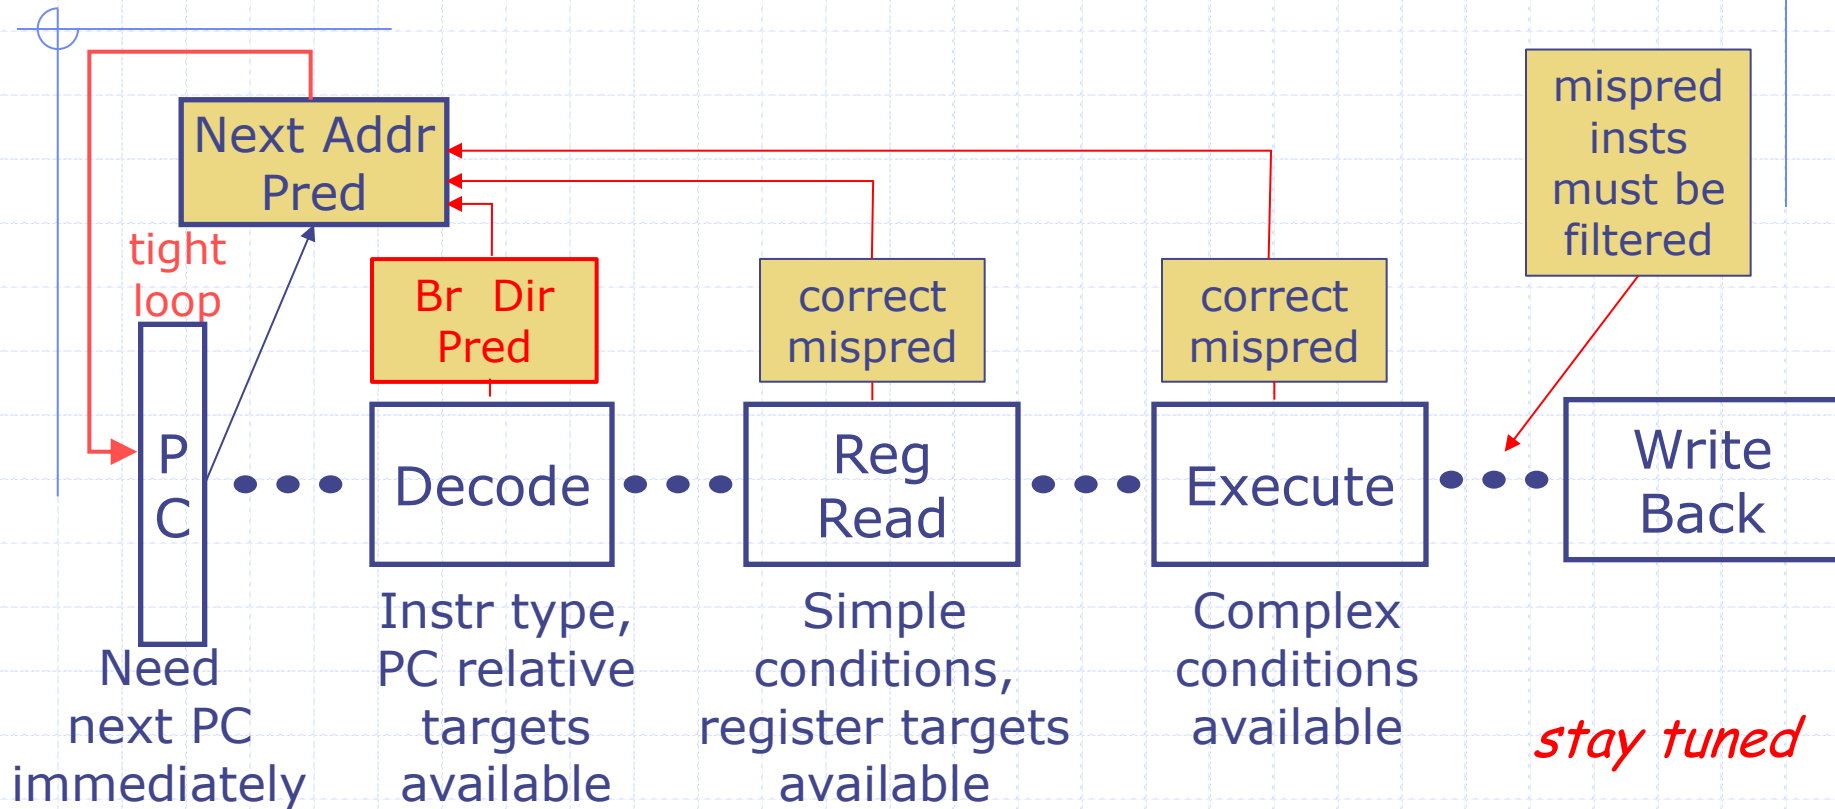 Next Addr
Pred
mispred
insts
must be
filtered
tight
loop
Br Dir
Pred
correct
mispred
correct
mispred
P
C
Decode
Reg
Read
Execute
Write
Back
Need
next PC
immediately
Instr type,
PC relative
targets
available
Simple
conditions,
register targets
available
Complex
conditions
available
stay tuned